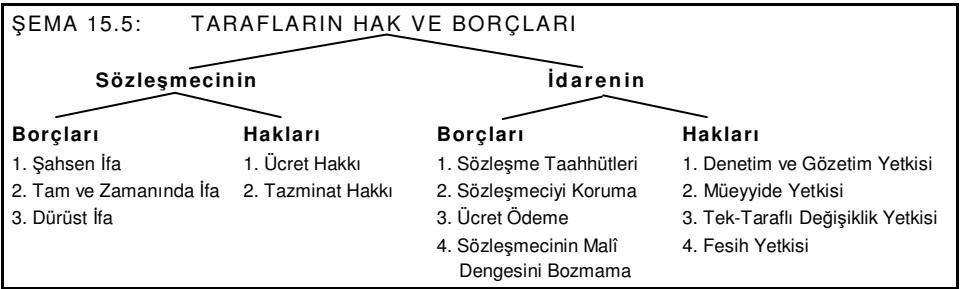 ŞEMA 15.5: TARAFLARIN HAK VE BORÇLARI
Sözleşmecinin
İdarenin
Borçları
1. Şahsen İfa
2. Tam ve Zamanında İfa
3. Dürüst İfa
Hakları
1. Ücret Hakkı
2. Tazminat Hakkı
Borçları
1. Sözleşme Taahhütleri
2. Sözleşmeciyi Koruma
3. Ücret Ödeme
4. Sözleşmecinin Malî
Dengesini Bozmama
Hakları
1. Denetim ve Gözetim Yetkisi
2. Müeyyide Yetkisi
3. Tek-Taraflı Değişiklik Yetkisi
4. Fesih Yetkisi